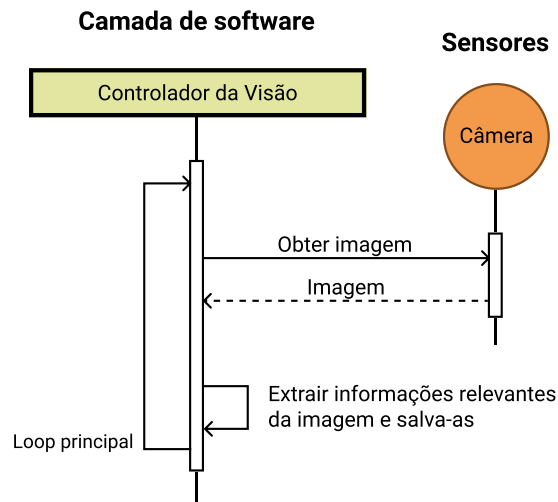 Camada de software
Sensores
Controlador da Visão
Câmera
Obter imagem
Imagem
Extrair informações relevantes
da imagem e salva-as
Loop principal